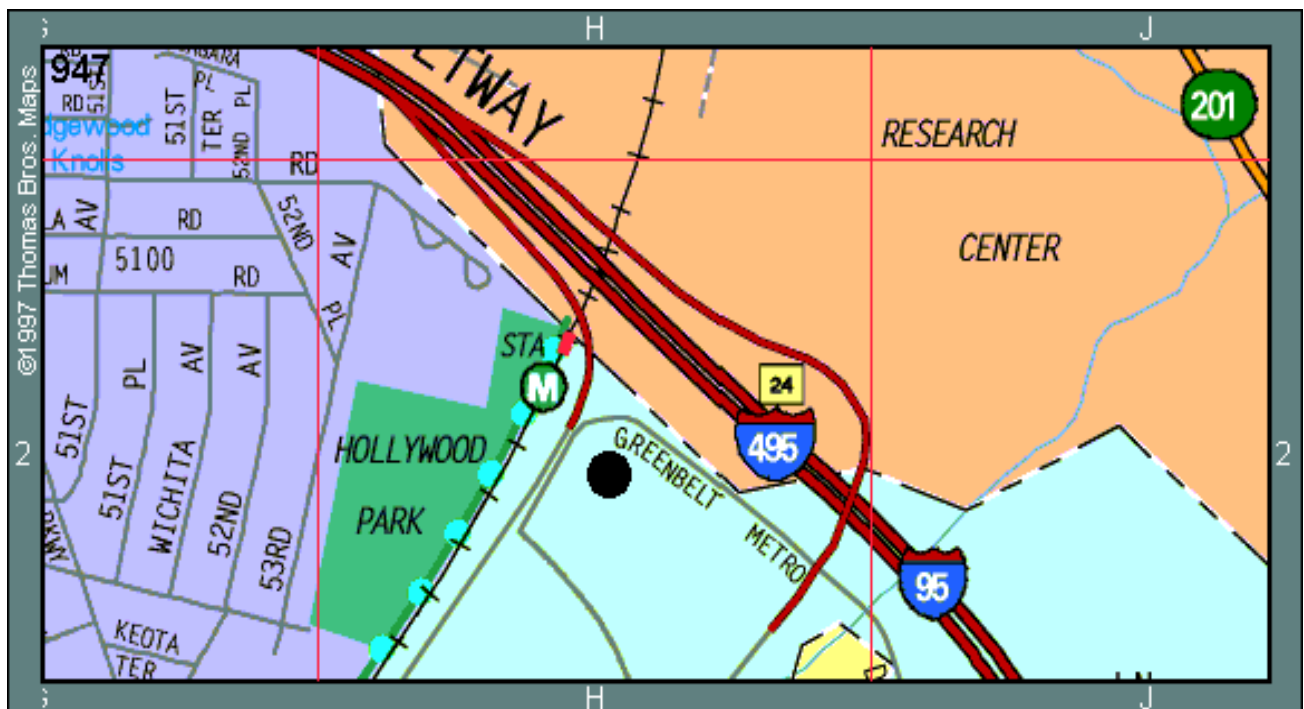 H
J
947
51ST
PL
RD
51ST
TER
52ND PL
ETWAY
RESEARCH
201
dgewood
Knolls
RD
LA AV
RD
52ND
AV
CENTER
5100
UM
RD
PL
STA
M
24
©1997 Thomas Bros. Maps
51ST
PL
AV
AV
HOLLYWOOD
PARK
GREENBELT
METRO
495
2
2
51ST
WICHITA
52ND
53RD
95
KEOTA
TER
H
J